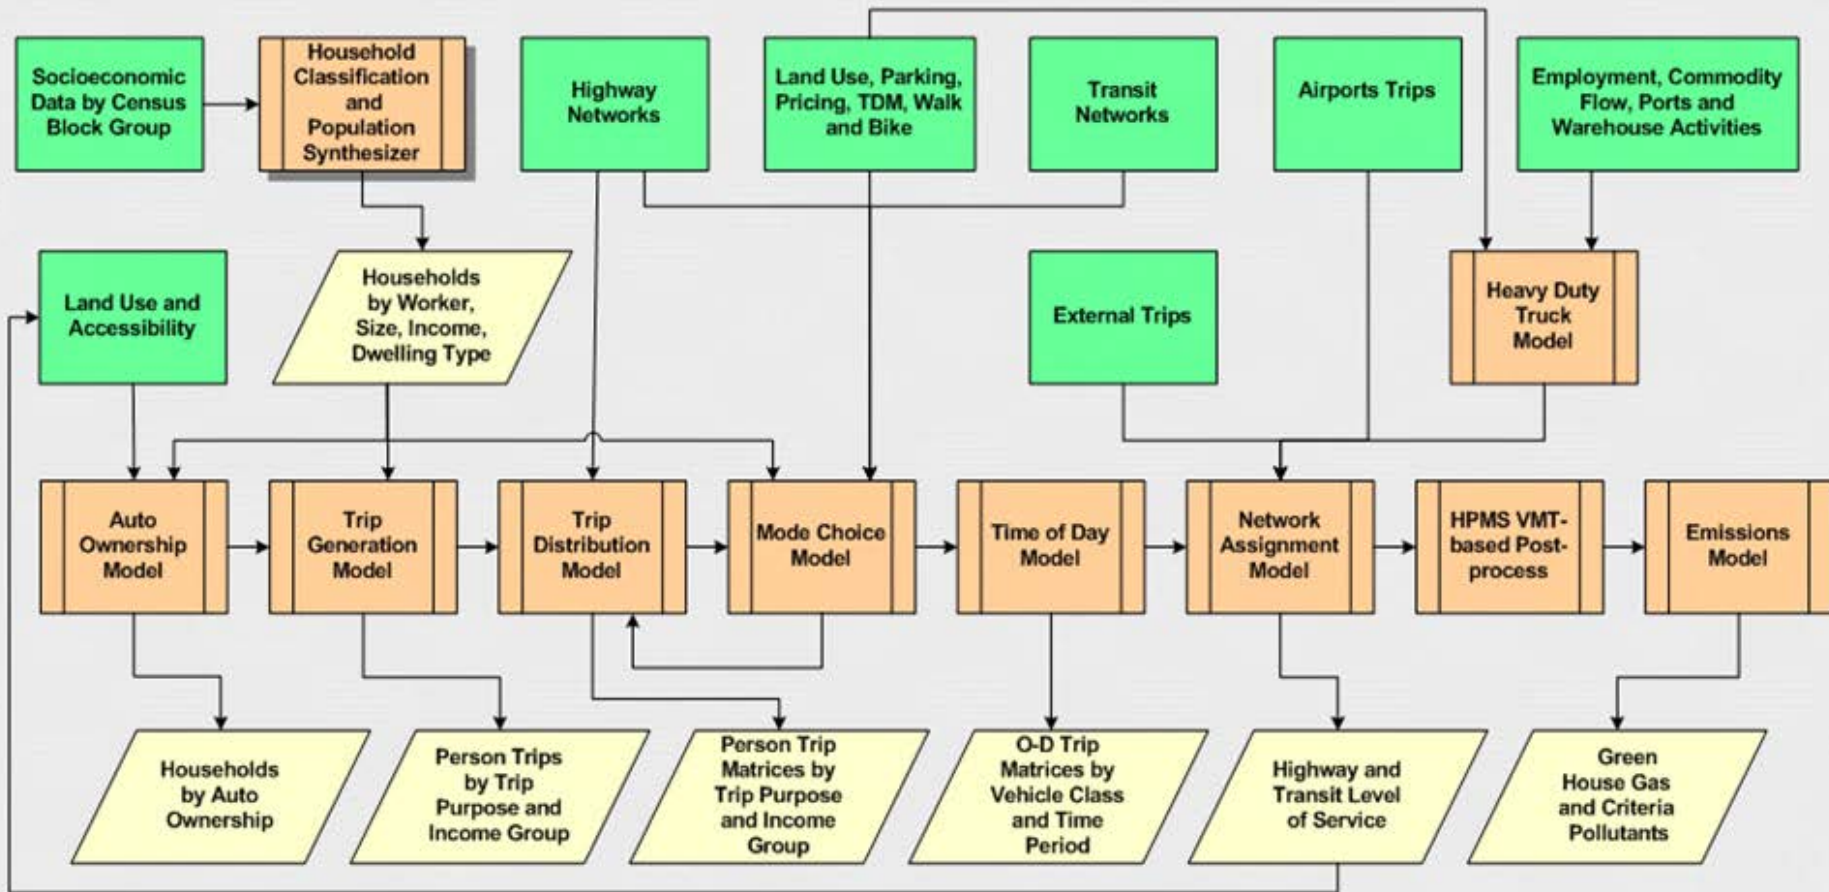 Socioeconomic
Data by Census
Block Group
Household
Classification
and
Population
Synthesizer
Highway
Networks
Land Use, Parking,
Pricing, TDM, Walk
and Bike
Transit
Networks
Airports Trips
Employment, Commodity
Flow, Ports and
Warehouse Activities
Land Use and
Accessibility
Households
by Worker,
Size, Income,
Dwelling Type
External Trips
Heavy Duty
Truck
Model
Auto
Ownership
Model
Trip
Generation
Model
Trip
Distribution
Model
Mode Choice
Model
Time of Day
Model
Network
Assignment
Model
HPMS VMT-
based Post-
process
Emissions
Model
Households
by Auto
Ownership
Person Trips
by Trip
Purpose and
Income Group
Person Trip
Matrices by
Trip Purpose
and Income
Group
O-D Trip
Matrices by
Vehicle Class
and Time
Period
Highway and
Transit Level
of Service
Green
House Gas
and Criteria
Pollutants